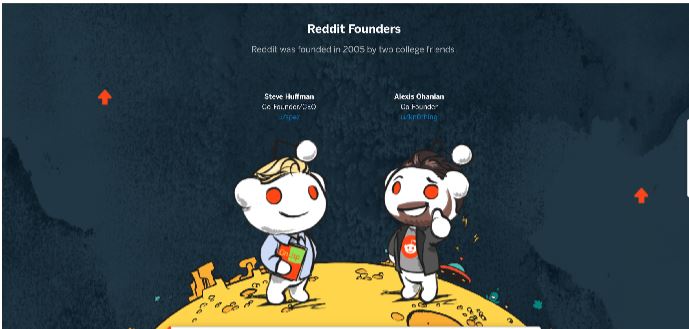 Reddit Founders
Reddit was founded in 2005 by two college friends
Steve Huffman
Co Founder/CEO
u/spez
Alexis Ohanian
Co Founder
u/kn0thing